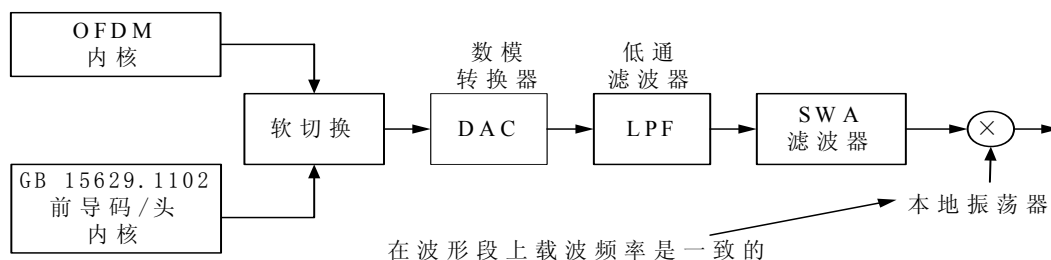 OFDM
内核
数模
转换器
低通
滤波器
软切换
DAC
LPF
SWA
滤波器
×
GB 15629.1102
前导码/头
内核
本地振荡器
在波形段上载波频率是一致的